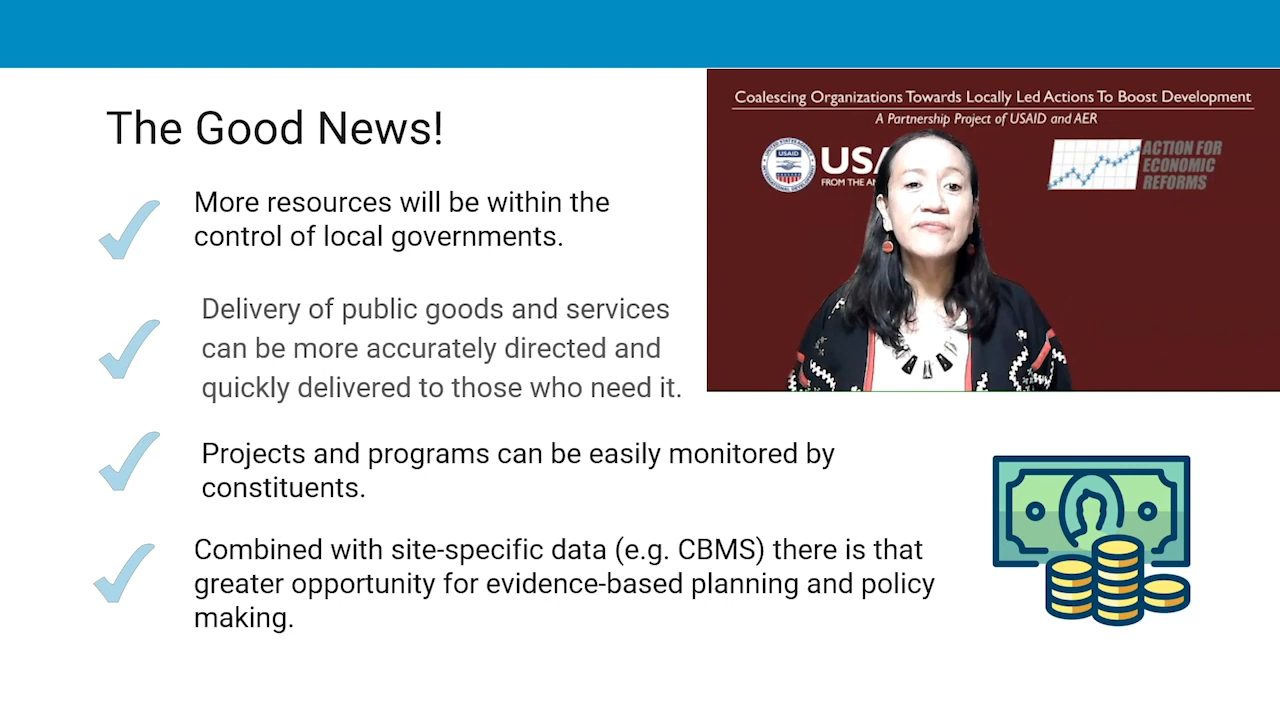 The Good News!
More resources will be within the
control of local governments.
Delivery of public goods and services
can be more accurately directed and
quickly delivered to those who need it.
Projects and programs can be easily monitored by
constituents.
Combined with site-specific data (e.g. CBMS) there is that
greater opportunity for evidence-based planning and policy
making.
Coalescing Organizations Towards Locally Led Actions To Boost Development
A Partnership Project of USAID and AER
USAID
FROM THE
ACTION FOR
ECONOMIC
REFORMS